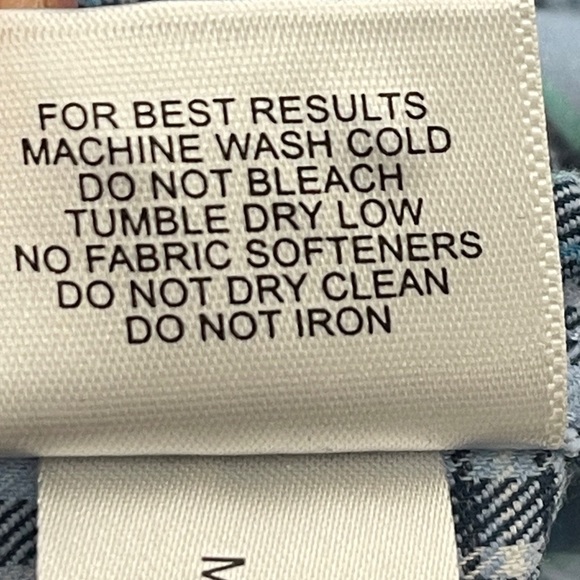 FOR BEST RESULTS
MACHINE WASH COLD
DO NOT BLEACH
TUMBLE DRY LOW
NO FABRIC SOFTENERS
DO NOT DRY CLEAN
DO NOT IRON
M